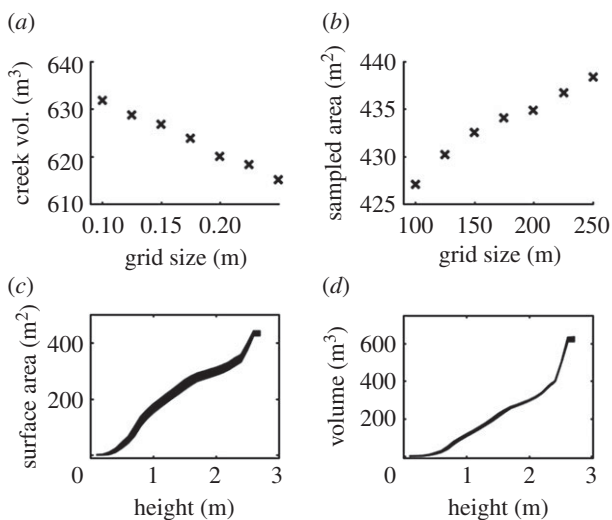 (a)
creek vol. (m³)
640
630
620
610
0.10 0.15 0.20
grid size (m)
(b)
sampled area (m²)
440
435
430
425
100 150 200 250
grid size (m)
(c)
surface area (m²)
400
200
0 1 2 3
height (m)
(d)
volume (m³)
600
400
200
0 1 2 3
height (m)